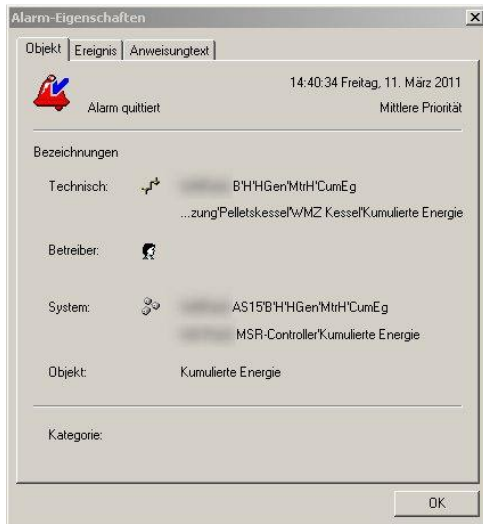 Alarm-Eigenschaften
Objekt Ereignis Anweisungtext
14:40:34 Freitag, 11. März 2011
Alarm quittiert Mittlere Priorität
Bezeichnungen
Technisch: B'H'HGen'MtrH'CumEg
...zung'Pelletskessel'WMZ Kessel'Kumulierte Energie
Betreiber:
System: AS15'B'H'HGen'MtrH'CumEg
MSR-Controller'Kumulierte Energie
Objekt: Kumulierte Energie
Kategorie:
OK